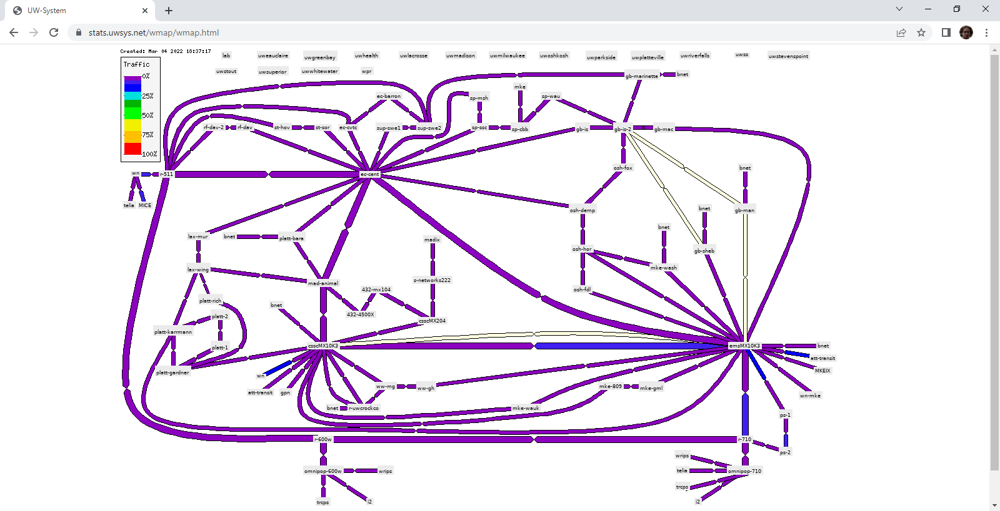 UW-System
stats.uwsys.net/wmap/wmap.html
Created: Mar 04 2022 18:37:17
lab
uweauclaire
uwgreenbay
uwhealth
uwlacrosse
uwmadison
uwmilwaukee
uwoshkosh
uwparkside
uwplatteville
uwriverfalls
uwss
uwstevenspoint
Traffic
0%
25%
50%
75%
100%
uwstout
uwsuperior
uwwhitewater
wpr
gb-marinette
bnet
mke
ec-barron
sp-msh
sp-wau
rf-dav-2
rf-dav
st-hov
st-sor
ec-cvtc
sup-swe1
sup-swe2
sp-ssc
sp-cbb
gb-is
gb-is-2
gb-mac
wn
r-511
ec-cent
osh-fox
bnet
telia
MICE
osh-demp
bnet
gb-man
bnet
lax-mur
bnet
platt-bara
madix
osh-hor
gb-sheb
lax-wing
mke-wash
mad-animal
s-networks222
432-mx104
osh-fdl
platt-rich
bnet
platt-2
432-4500X
csscMX204
platt-karrmann
platt-1
csscMX10K3
emsMX10K3
bnet
att-transit
platt-gardner
wn
MKEIX
ww-mg
ww-gh
mke-809
mke-gml
att-transit
gpn
wn-mke
bnet
r-uwcrockco
mke-wauk
ps-1
r-600w
r-710
ps-2
wrips
omnipop-600w
wrips
telia
omnipop-710
trcps
trcps
i2
i2